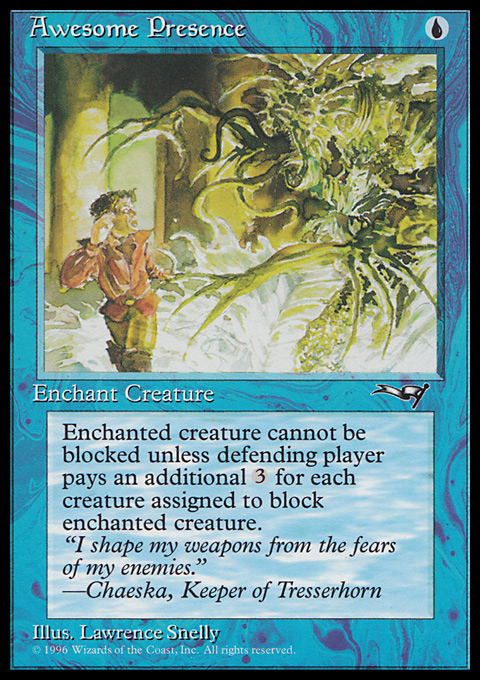 Awesome Presence
Enchant Creature
Enchanted creature cannot be
blocked unless defending player
pays an additional 3 for each
creature assigned to block
enchanted creature.
“I shape my weapons from the fears
of my enemies.”
—Chaeska, Keeper of Tresserhorn
Illus. Lawrence Snelly
© 1996 Wizards of the Coast, Inc. All rights reserved.